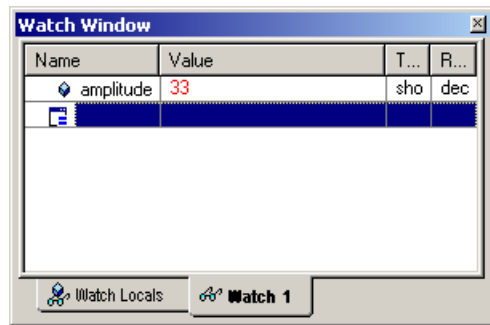 Watch Window
Name Value T... R...
amplitude 33 sho dec
Watch Locals Watch 1